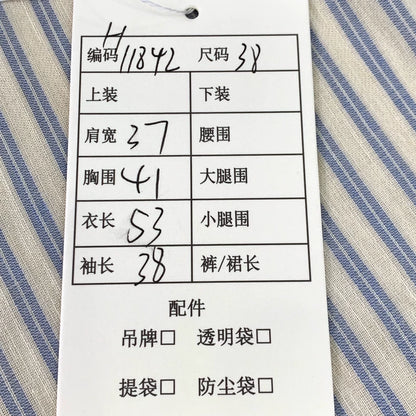 编码 H11842 尺码 38
上装 下装
肩宽 37 腰围
胸围 41 大腿围
衣长 53 小腿围
袖长 38 裤/裙长
配件
吊牌□ 透明袋□
提袋□ 防尘袋□